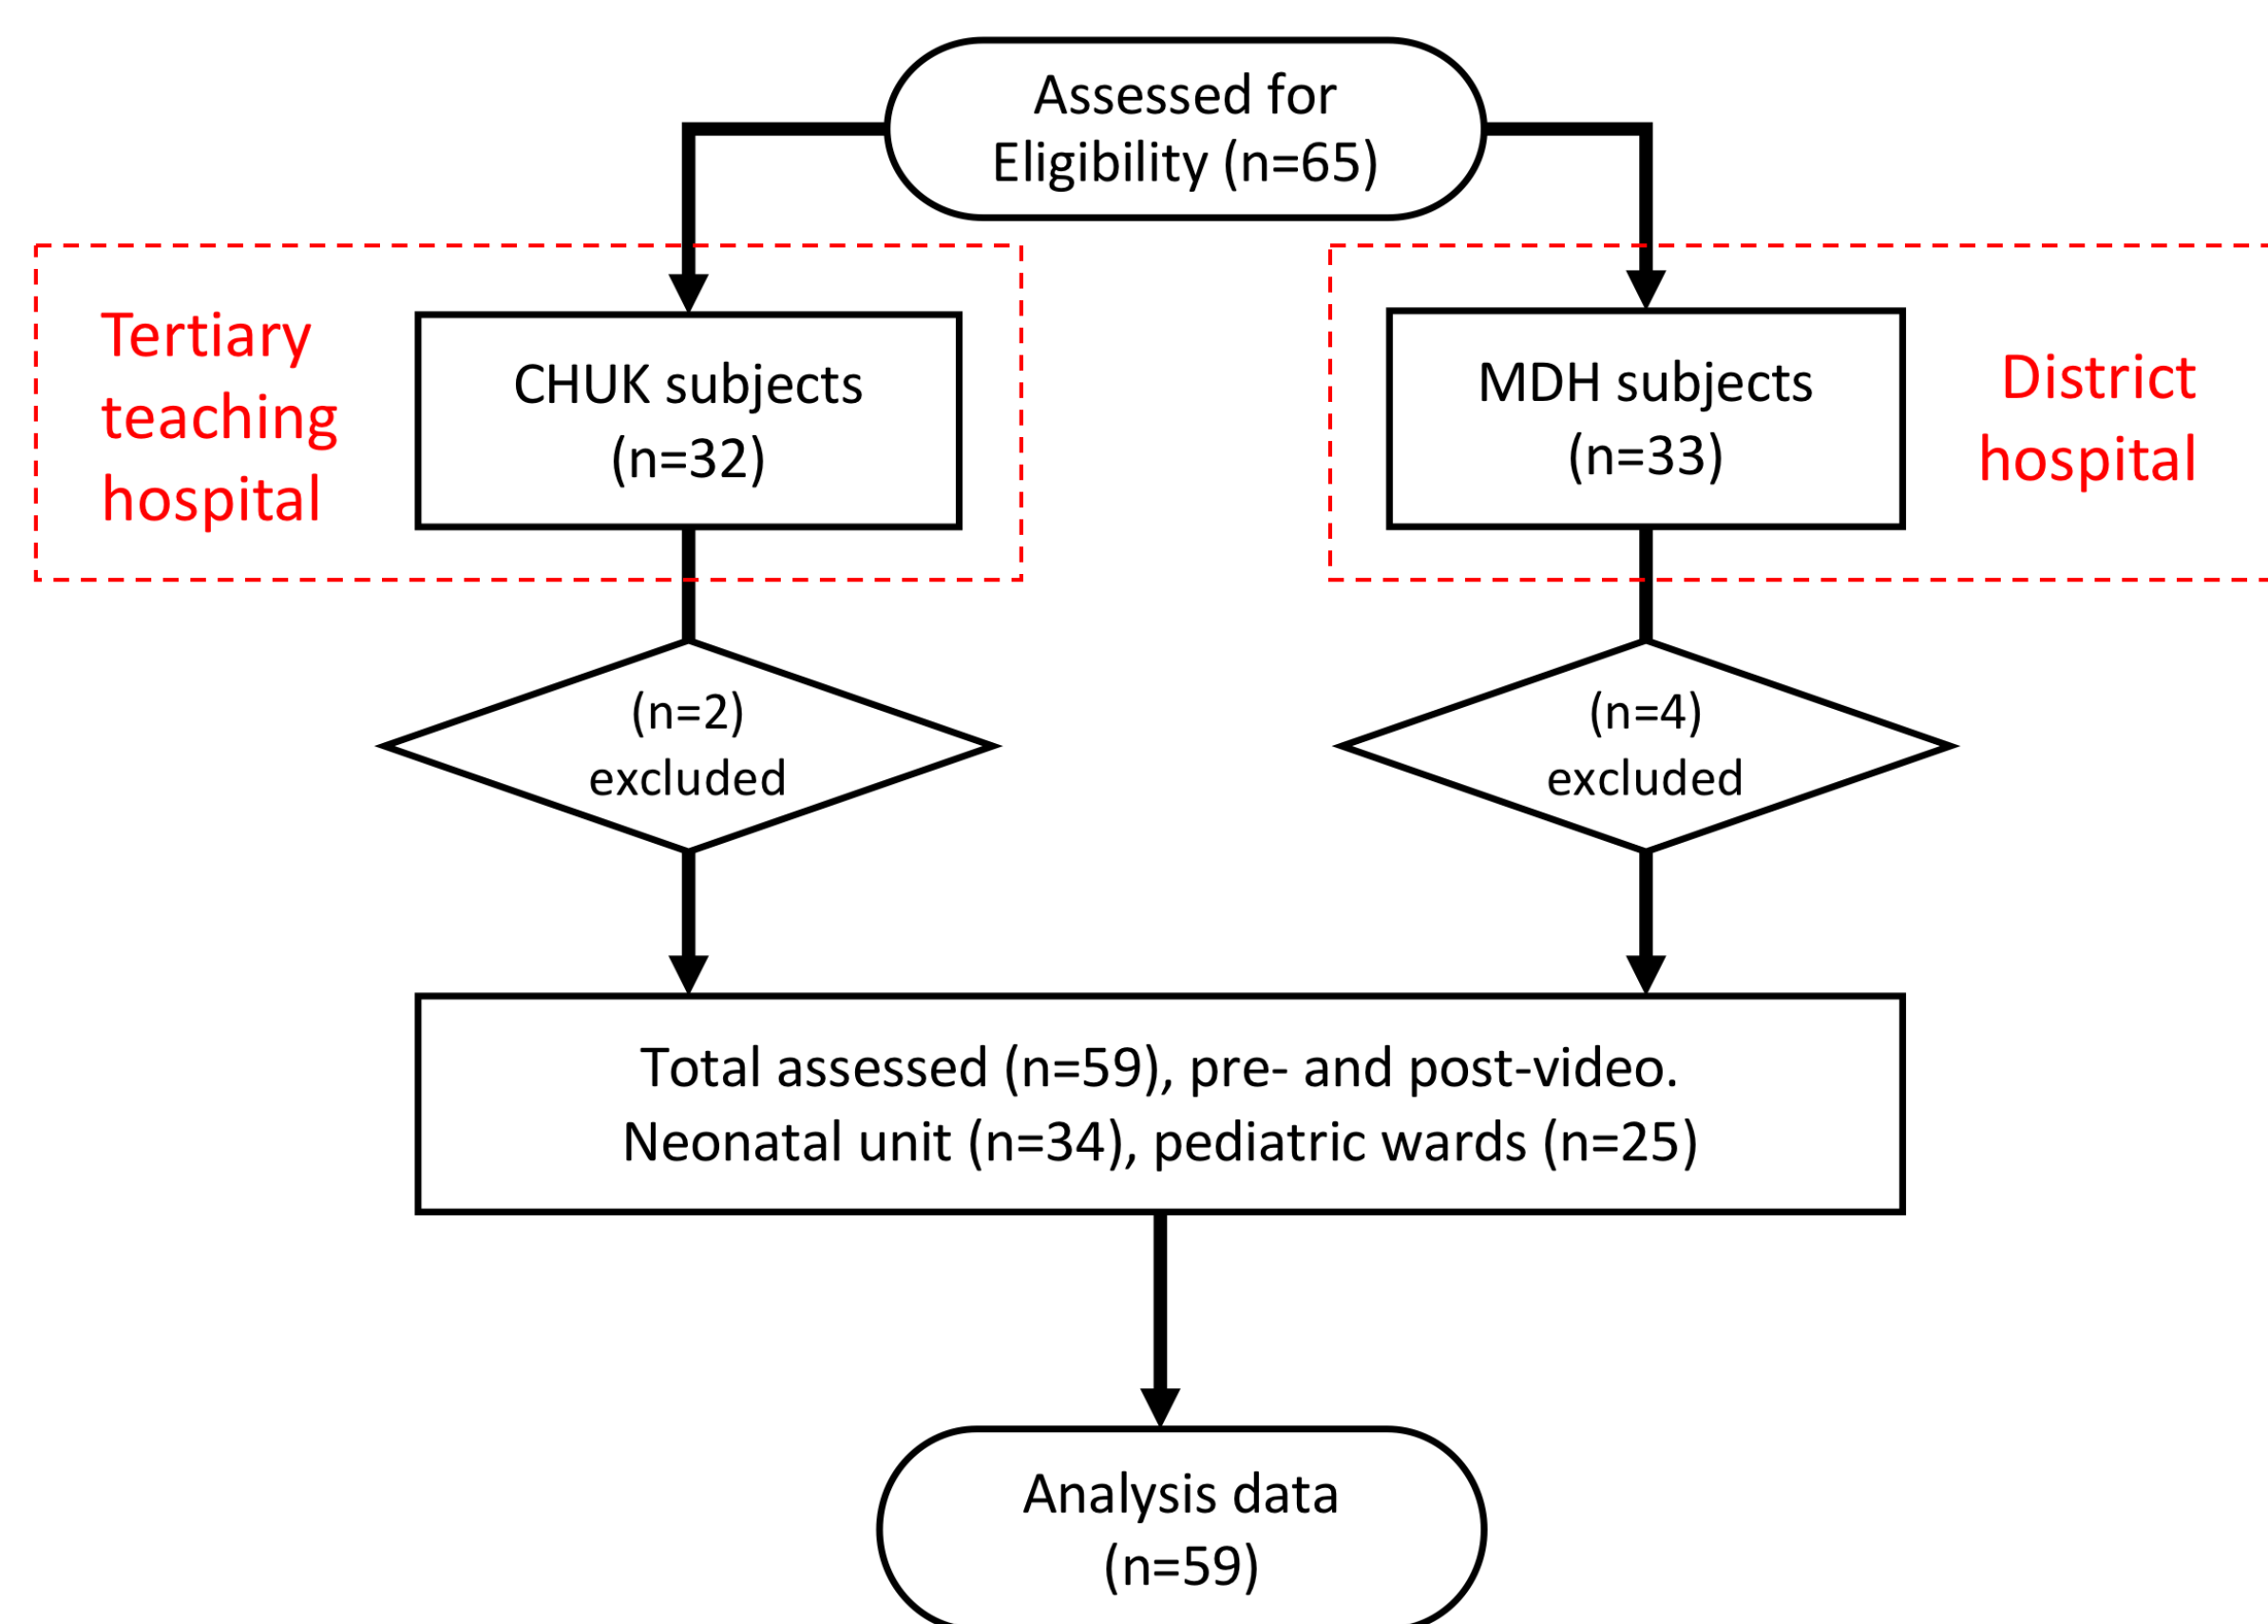 Assessed for
Eligibility (n=65)
Tertiary
teaching
hospital
CHUK subjects
(n=32)
MDH subjects
(n=33)
District
hospital
(n=2)
excluded
(n=4)
excluded
Total assessed (n=59), pre- and post-video.
Neonatal unit (n=34), pediatric wards (n=25)
Analysis data
(n=59)